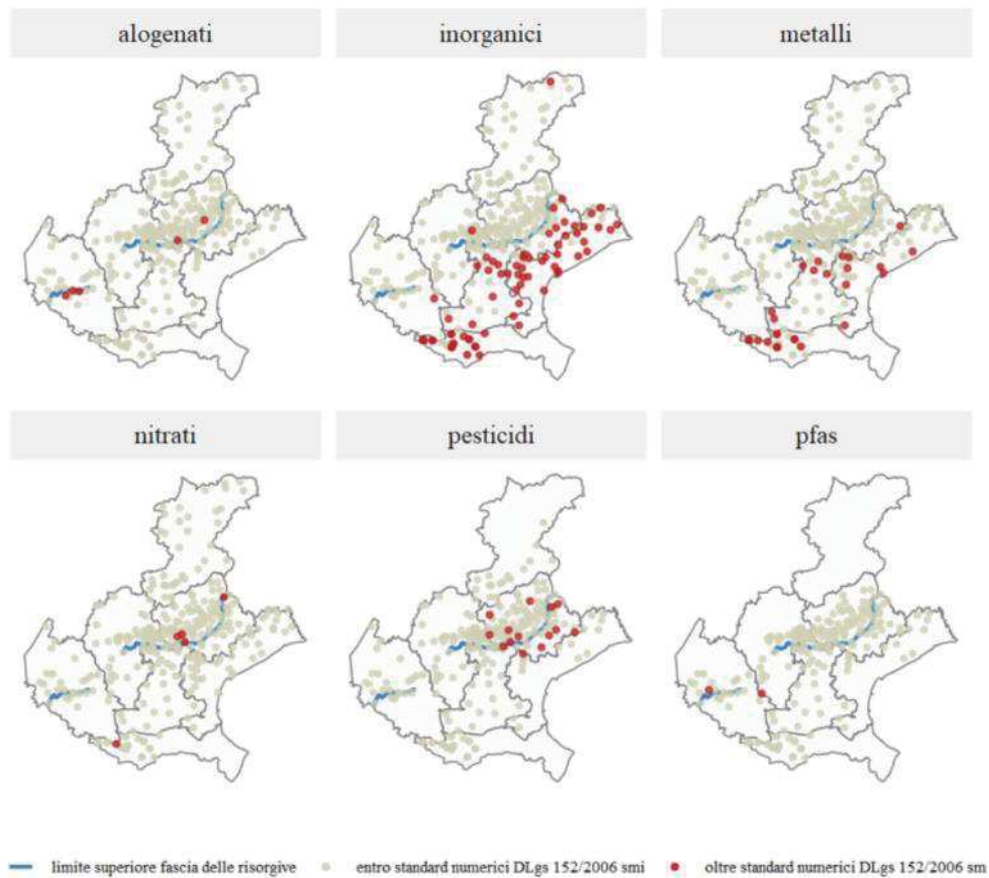 alogenati
inorganici
metalli
nitrati
pesticidi
pfas
limite superiore fascia delle risorgive
entro standard numerici DLgs 152/2006 smi
oltre standard numerici DLgs 152/2006 sm